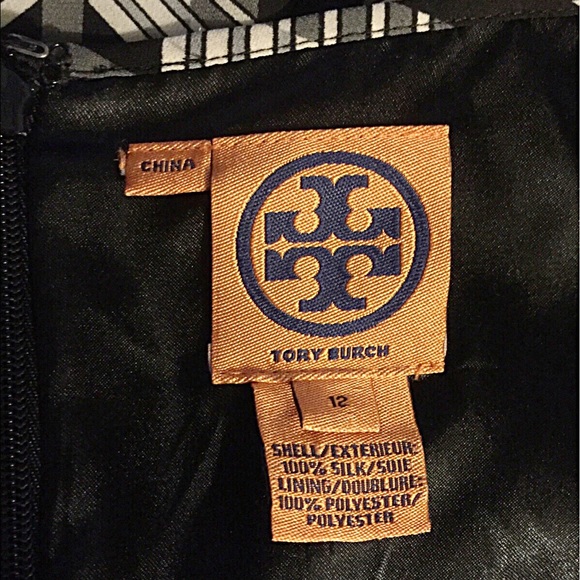 CHINA
TORY BURCH
12
SHELL/EXTERIEUR:
100% SILK/SOIE
LINING/DOUBLURE:
100% POLYESTER/
POLYESTER